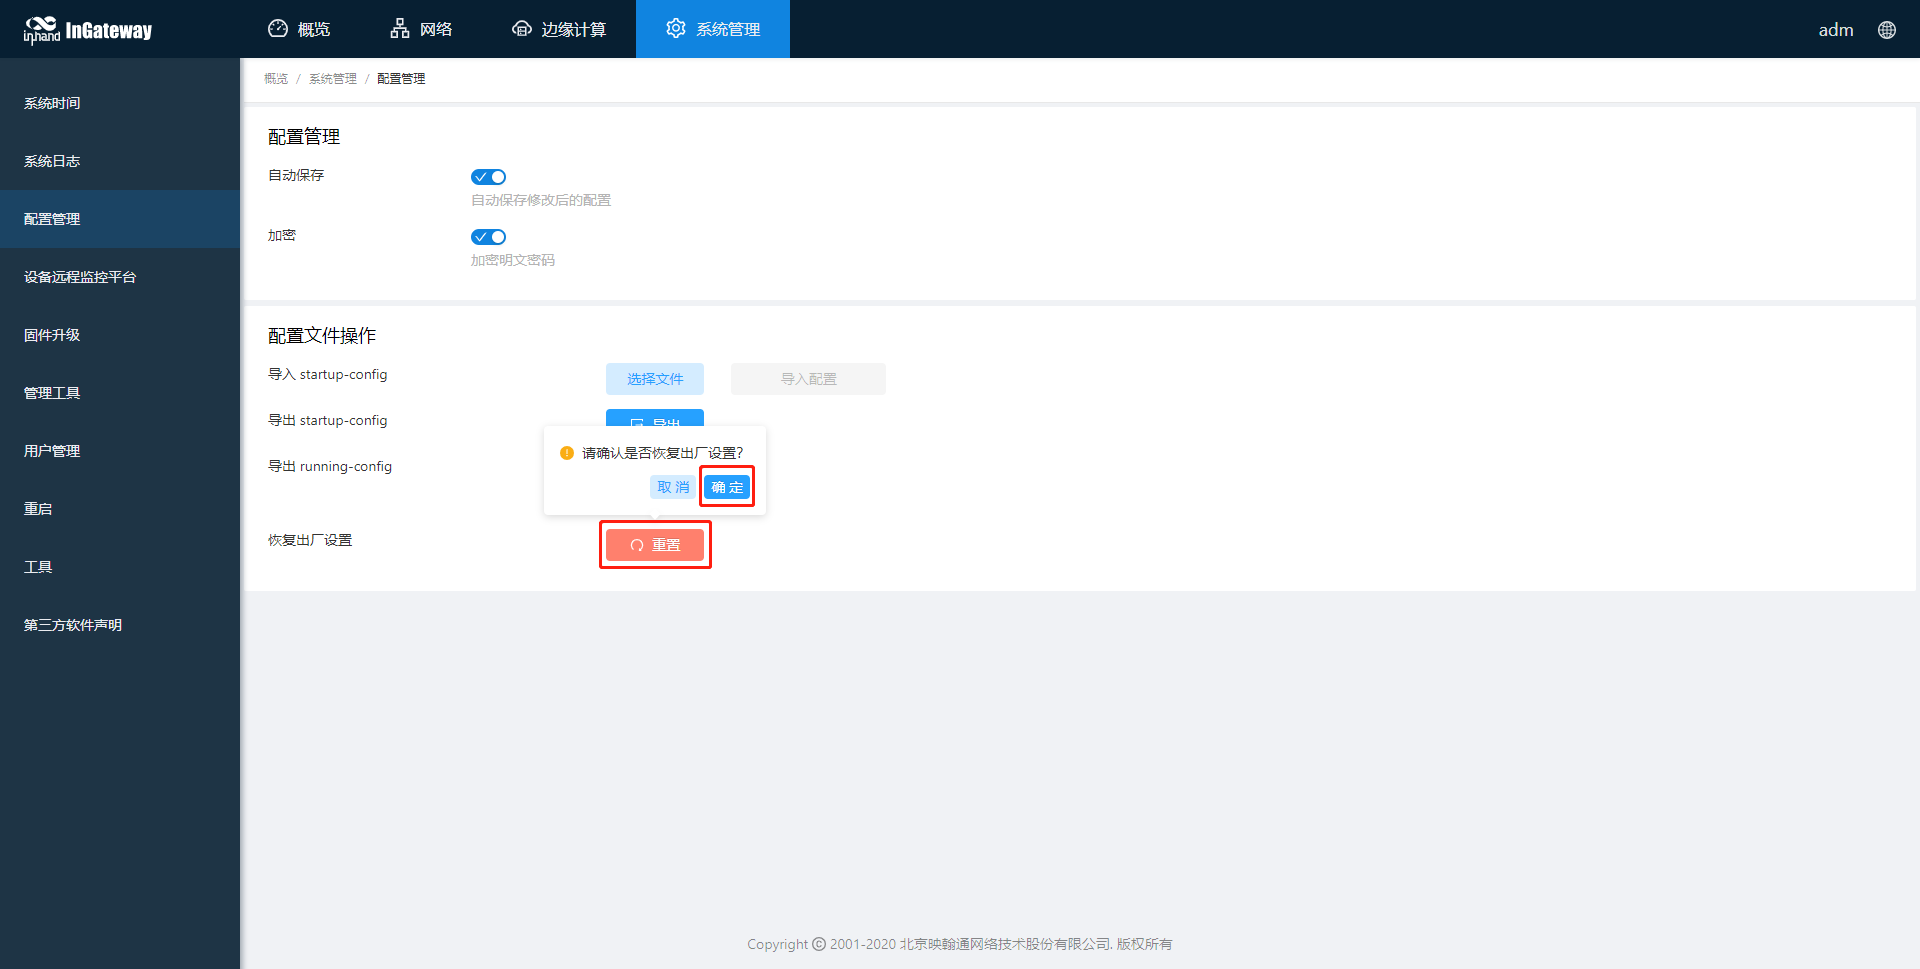 inhand InGateway
概览
网络
边缘计算
系统管理
adm
系统时间
系统日志
配置管理
设备远程监控平台
固件升级
管理工具
用户管理
重启
工具
第三方软件声明
概览 / 系统管理 / 配置管理
配置管理
自动保存
自动保存修改后的配置
加密
加密明文密码
配置文件操作
导入 startup-config
选择文件
导入配置
导出 startup-config
导出
导出 running-config
请确认是否恢复出厂设置?
取 消
确 定
恢复出厂设置
重置
Copyright © 2001-2020 北京映翰通网络技术股份有限公司. 版权所有